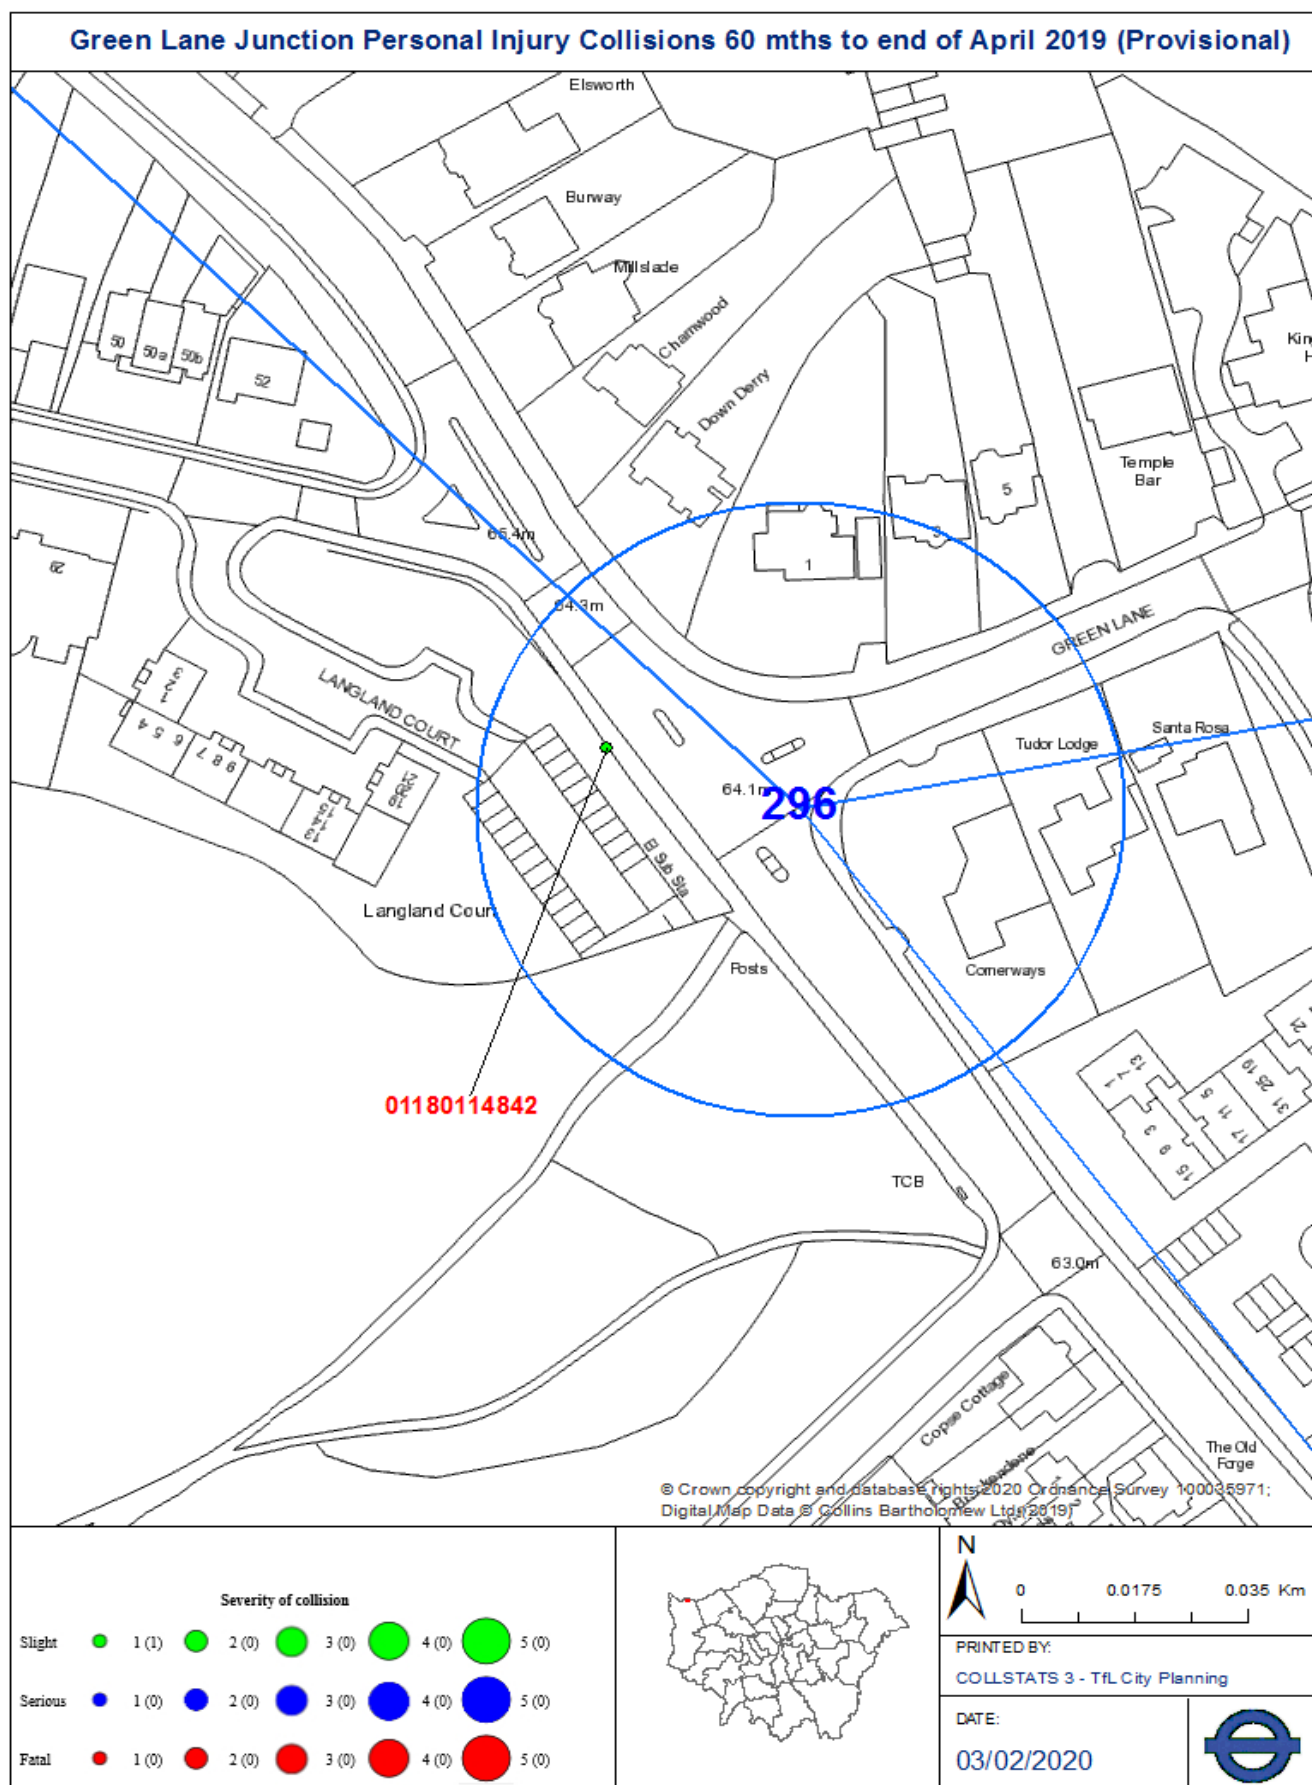 Green Lane Junction Personal Injury Collisions 60 mths to end of April 2019 (Provisional)
Elsworth
Burway
Millslade
Charnwood
Down Derry
50
50a
50b
52
Temple
Bar
5
3
1
65.4m
64.3m
29
GREEN LANE
LANGLAND COURT
Santa Rosa
Tudor Lodge
64.1m
296
El Sub Sta
Langland Court
Posts
Cornerways
01180114842
TCB
63.0m
Copse Cottage
The Old
Forge
© Crown copyright and database rights 2020 Ordnance Survey 100035971;
Digital Map Data © Collins Bartholomew Ltd (2019)
Severity of collision
Slight 1 (1) 2 (0) 3 (0) 4 (0) 5 (0)
Serious 1 (0) 2 (0) 3 (0) 4 (0) 5 (0)
Fatal 1 (0) 2 (0) 3 (0) 4 (0) 5 (0)
N
0 0.0175 0.035 Km
PRINTED BY:
COLLSTATS 3 - TfL City Planning
DATE:
03/02/2020